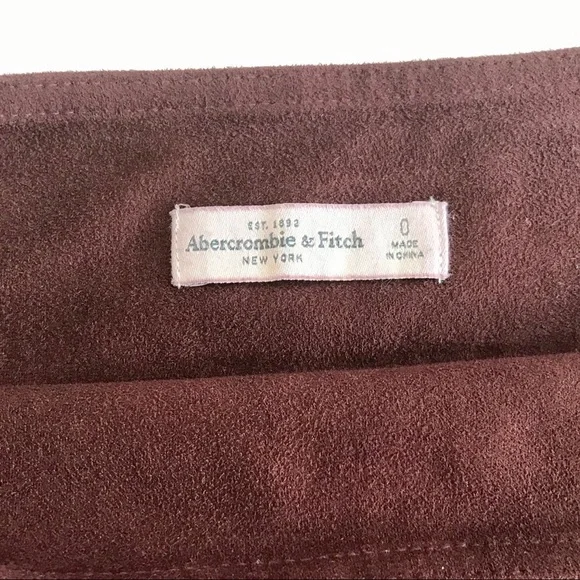 EST. 1892
Abercrombie & Fitch
NEW YORK
0
MADE
IN CHINA